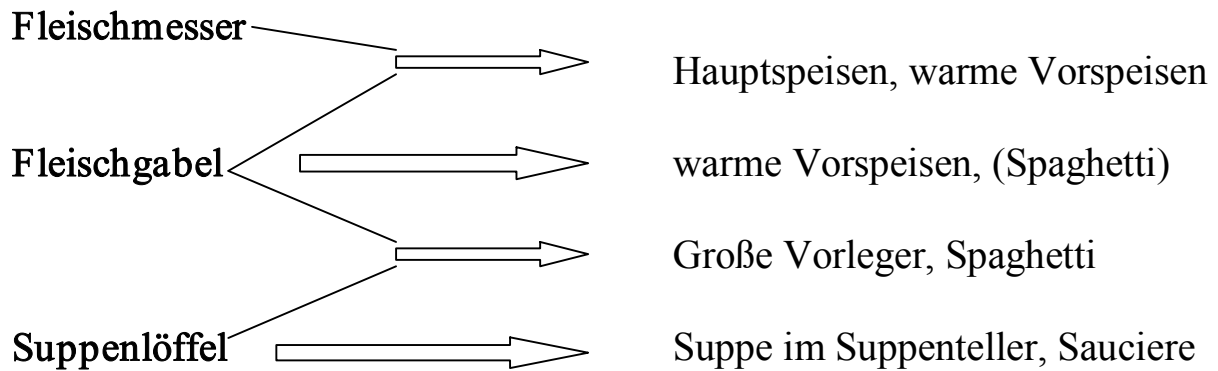 Fleischmesser
Hauptspeisen, warme Vorspeisen
Fleischgabel
warme Vorspeisen, (Spaghetti)
Große Vorleger, Spaghetti
Suppenlöffel
Suppe im Suppenteller, Sauciere